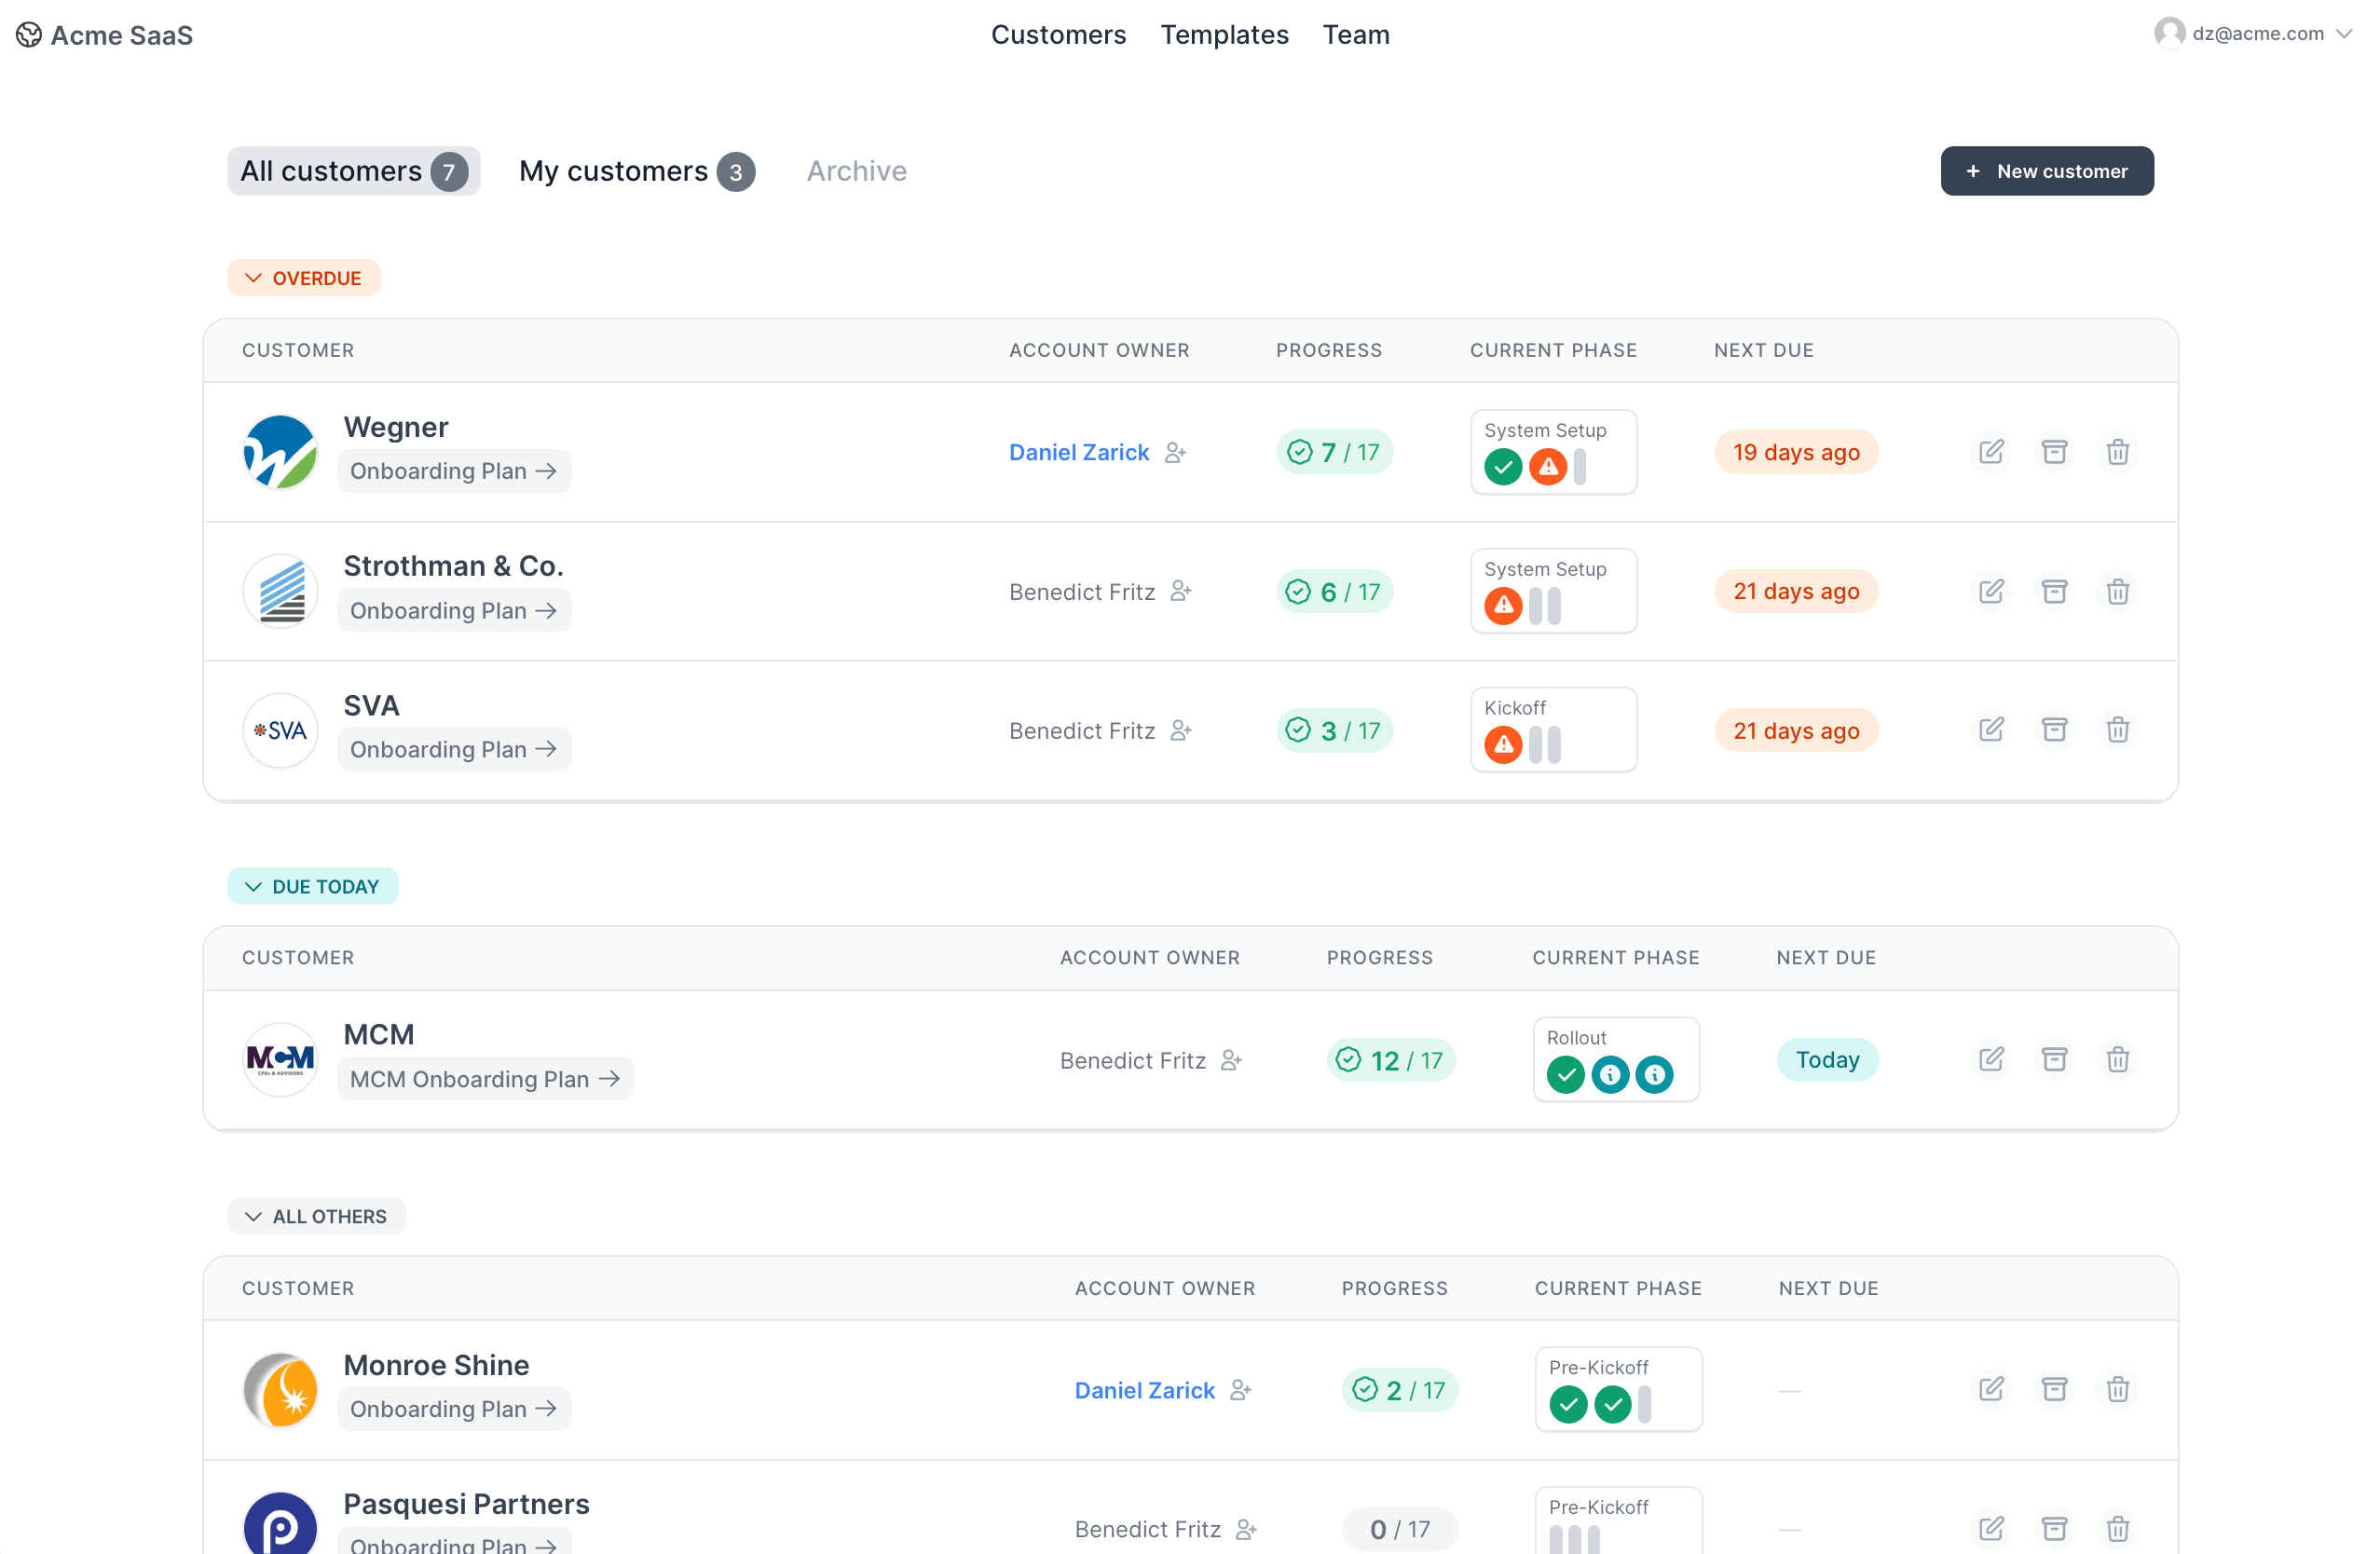 Acme SaaS
Customers Templates Team
dz@acme.com
All customers 7 My customers 3 Archive
+ New customer
OVERDUE
CUSTOMER ACCOUNT OWNER PROGRESS CURRENT PHASE NEXT DUE
Wegner
Onboarding Plan →
Daniel Zarick
7 / 17
System Setup
19 days ago
Strothman & Co.
Onboarding Plan →
Benedict Fritz
6 / 17
System Setup
21 days ago
SVA
SVA
Onboarding Plan →
Benedict Fritz
3 / 17
Kickoff
21 days ago
DUE TODAY
CUSTOMER ACCOUNT OWNER PROGRESS CURRENT PHASE NEXT DUE
MCM
CPAs & ADVISORS
MCM
MCM Onboarding Plan →
Benedict Fritz
12 / 17
Rollout
Today
ALL OTHERS
CUSTOMER ACCOUNT OWNER PROGRESS CURRENT PHASE NEXT DUE
Monroe Shine
Onboarding Plan →
Daniel Zarick
2 / 17
Pre-Kickoff
—
Pasquesi Partners
Onboarding Plan →
Benedict Fritz
0 / 17
Pre-Kickoff
—